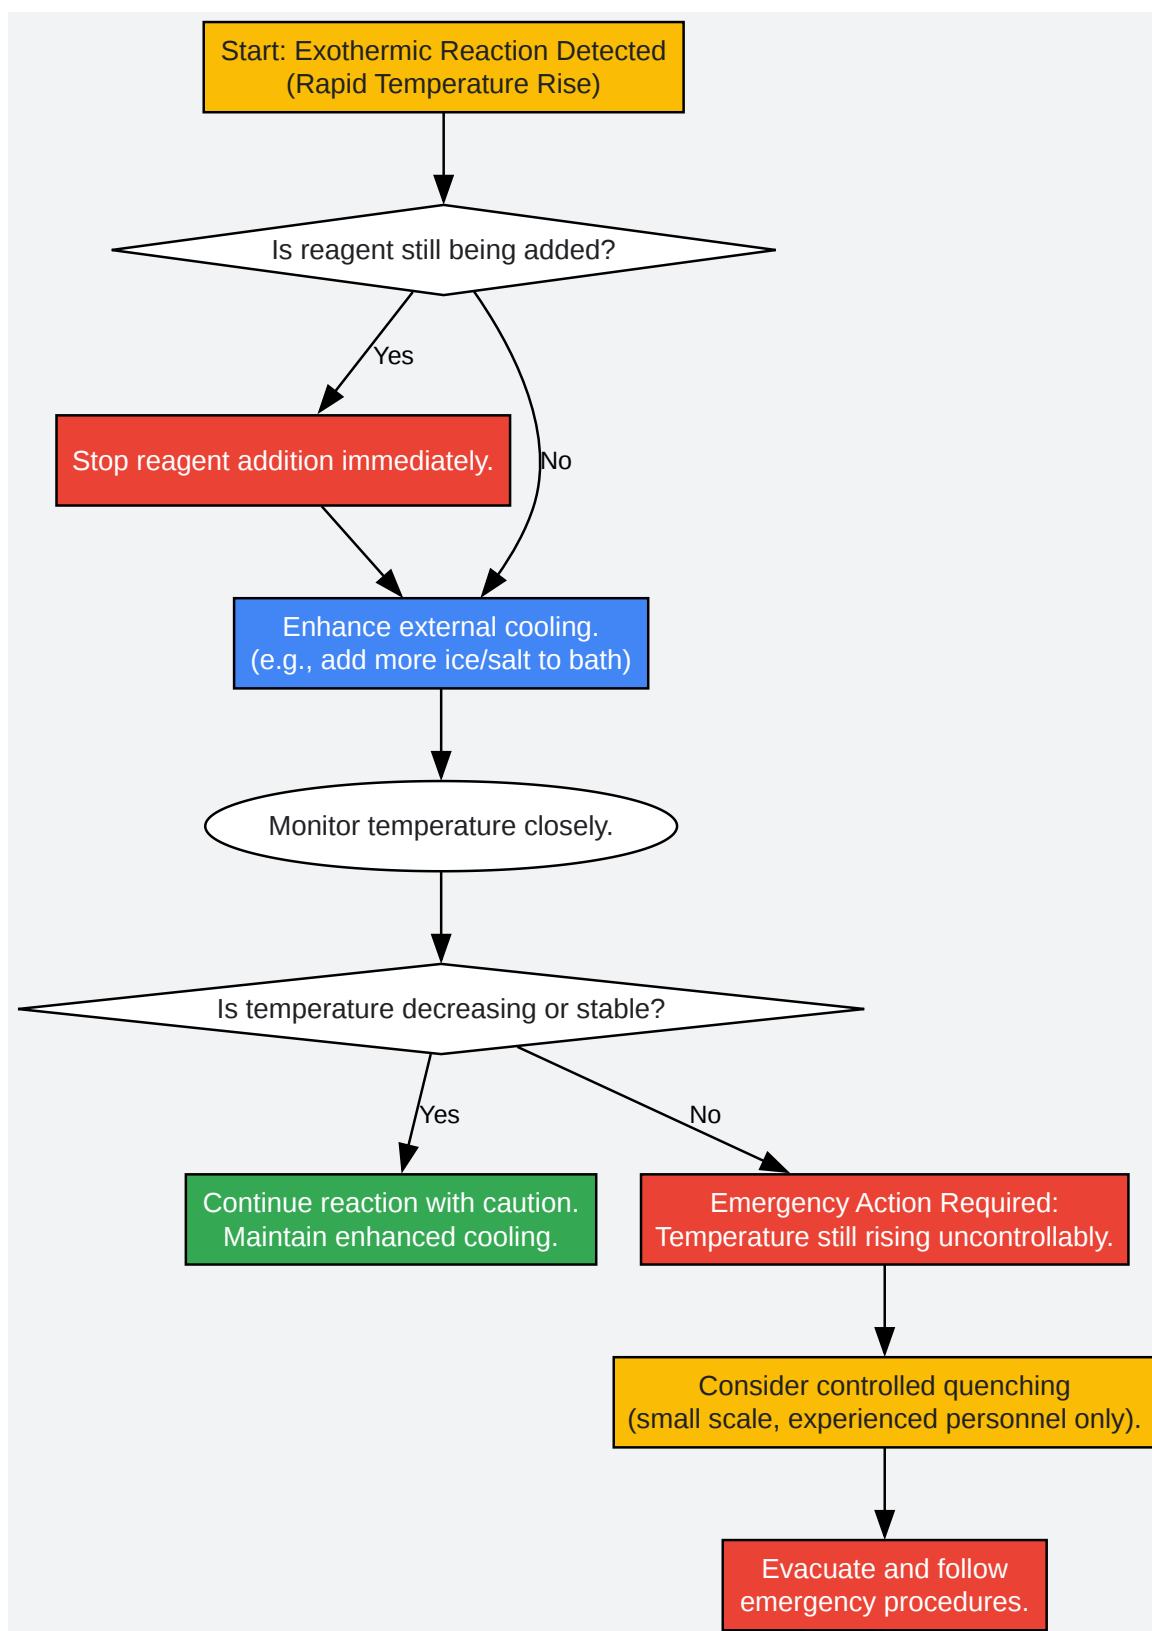 Start: Exothermic Reaction Detected
(Rapid Temperature Rise)
Is reagent still being added?
Yes
Stop reagent addition immediately.
No
Enhance external cooling.
(e.g., add more ice/salt to bath)
Monitor temperature closely.
Is temperature decreasing or stable?
Yes
No
Continue reaction with caution.
Maintain enhanced cooling.
Emergency Action Required:
Temperature still rising uncontrollably.
Consider controlled quenching
(small scale, experienced personnel only).
Evacuate and follow
emergency procedures.